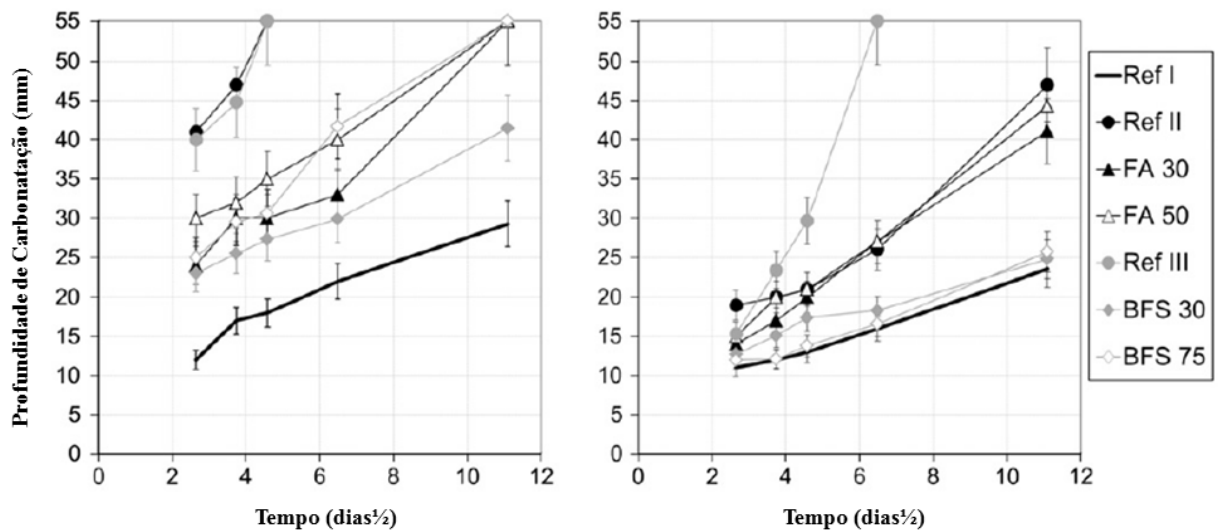 Profundidade de Carbonatação (mm)
55
50
45
40
35
30
25
20
15
10
5
0
0 2 4 6 8 10 12
Tempo (dias½)
55
50
45
40
35
30
25
20
15
10
5
0
0 2 4 6 8 10 12
Tempo (dias½)
Ref I
Ref II
FA 30
FA 50
Ref III
BFS 30
BFS 75